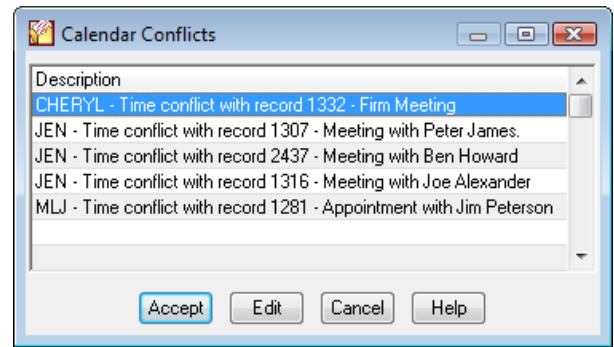 Calendar Conflicts
Description
CHERYL - Time conflict with record 1332 - Firm Meeting
JEN - Time conflict with record 1307 - Meeting with Peter James.
JEN - Time conflict with record 2437 - Meeting with Ben Howard
JEN - Time conflict with record 1316 - Meeting with Joe Alexander
MLJ - Time conflict with record 1281 - Appointment with Jim Peterson
Accept Edit Cancel Help